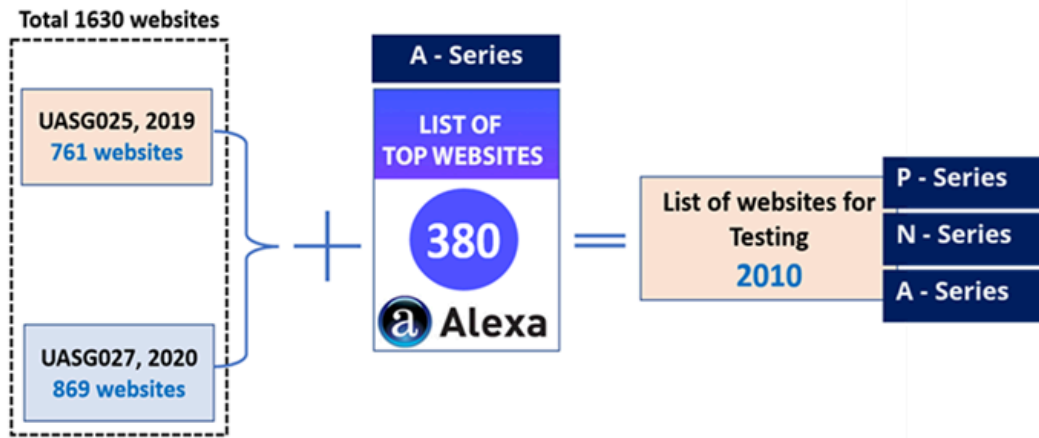 Total 1630 websites
UASG025, 2019
761 websites
UASG027, 2020
869 websites
A - Series
LIST OF
TOP WEBSITES
380
a Alexa
List of websites for
Testing
2010
P - Series
N - Series
A - Series